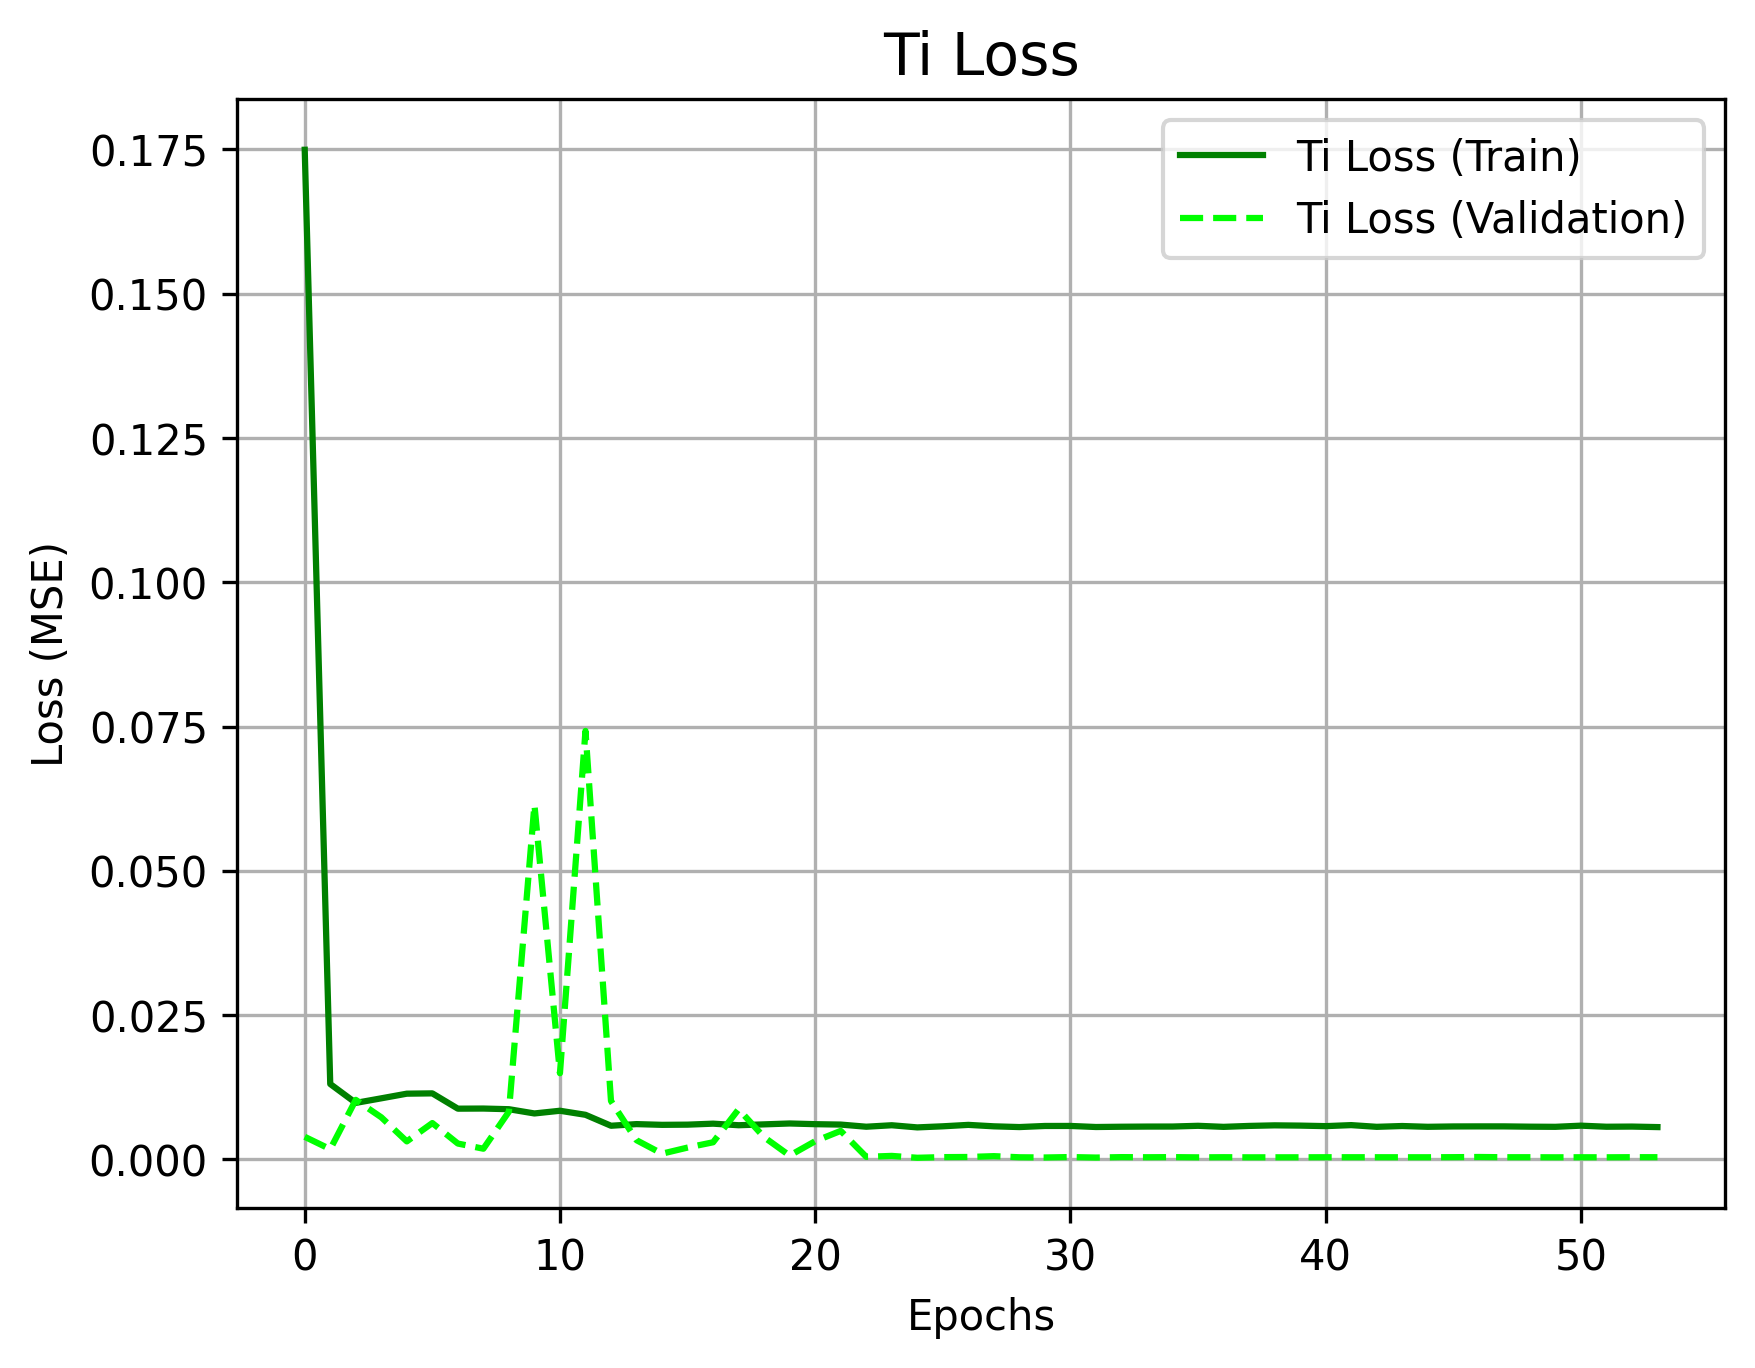 Ti Loss
0.175
0.150
0.125
0.100
0.075
0.050
0.025
0.000
Loss (MSE)
Ti Loss (Train)
Ti Loss (Validation)
0 10 20 30 40 50
Epochs